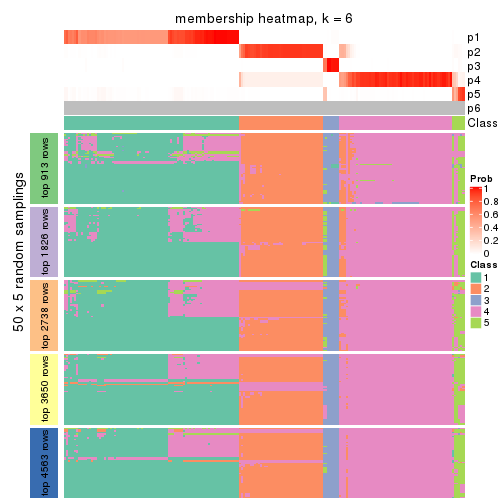 membership heatmap, k = 6
p1
p2
p3
p4
p5
p6
Class
50 x 5 random samplings
top 913 rows
top 1826 rows
top 2738 rows
top 3650 rows
top 4563 rows
Prob
1
0.8
0.6
0.4
0.2
0
Class
1
2
3
4
5